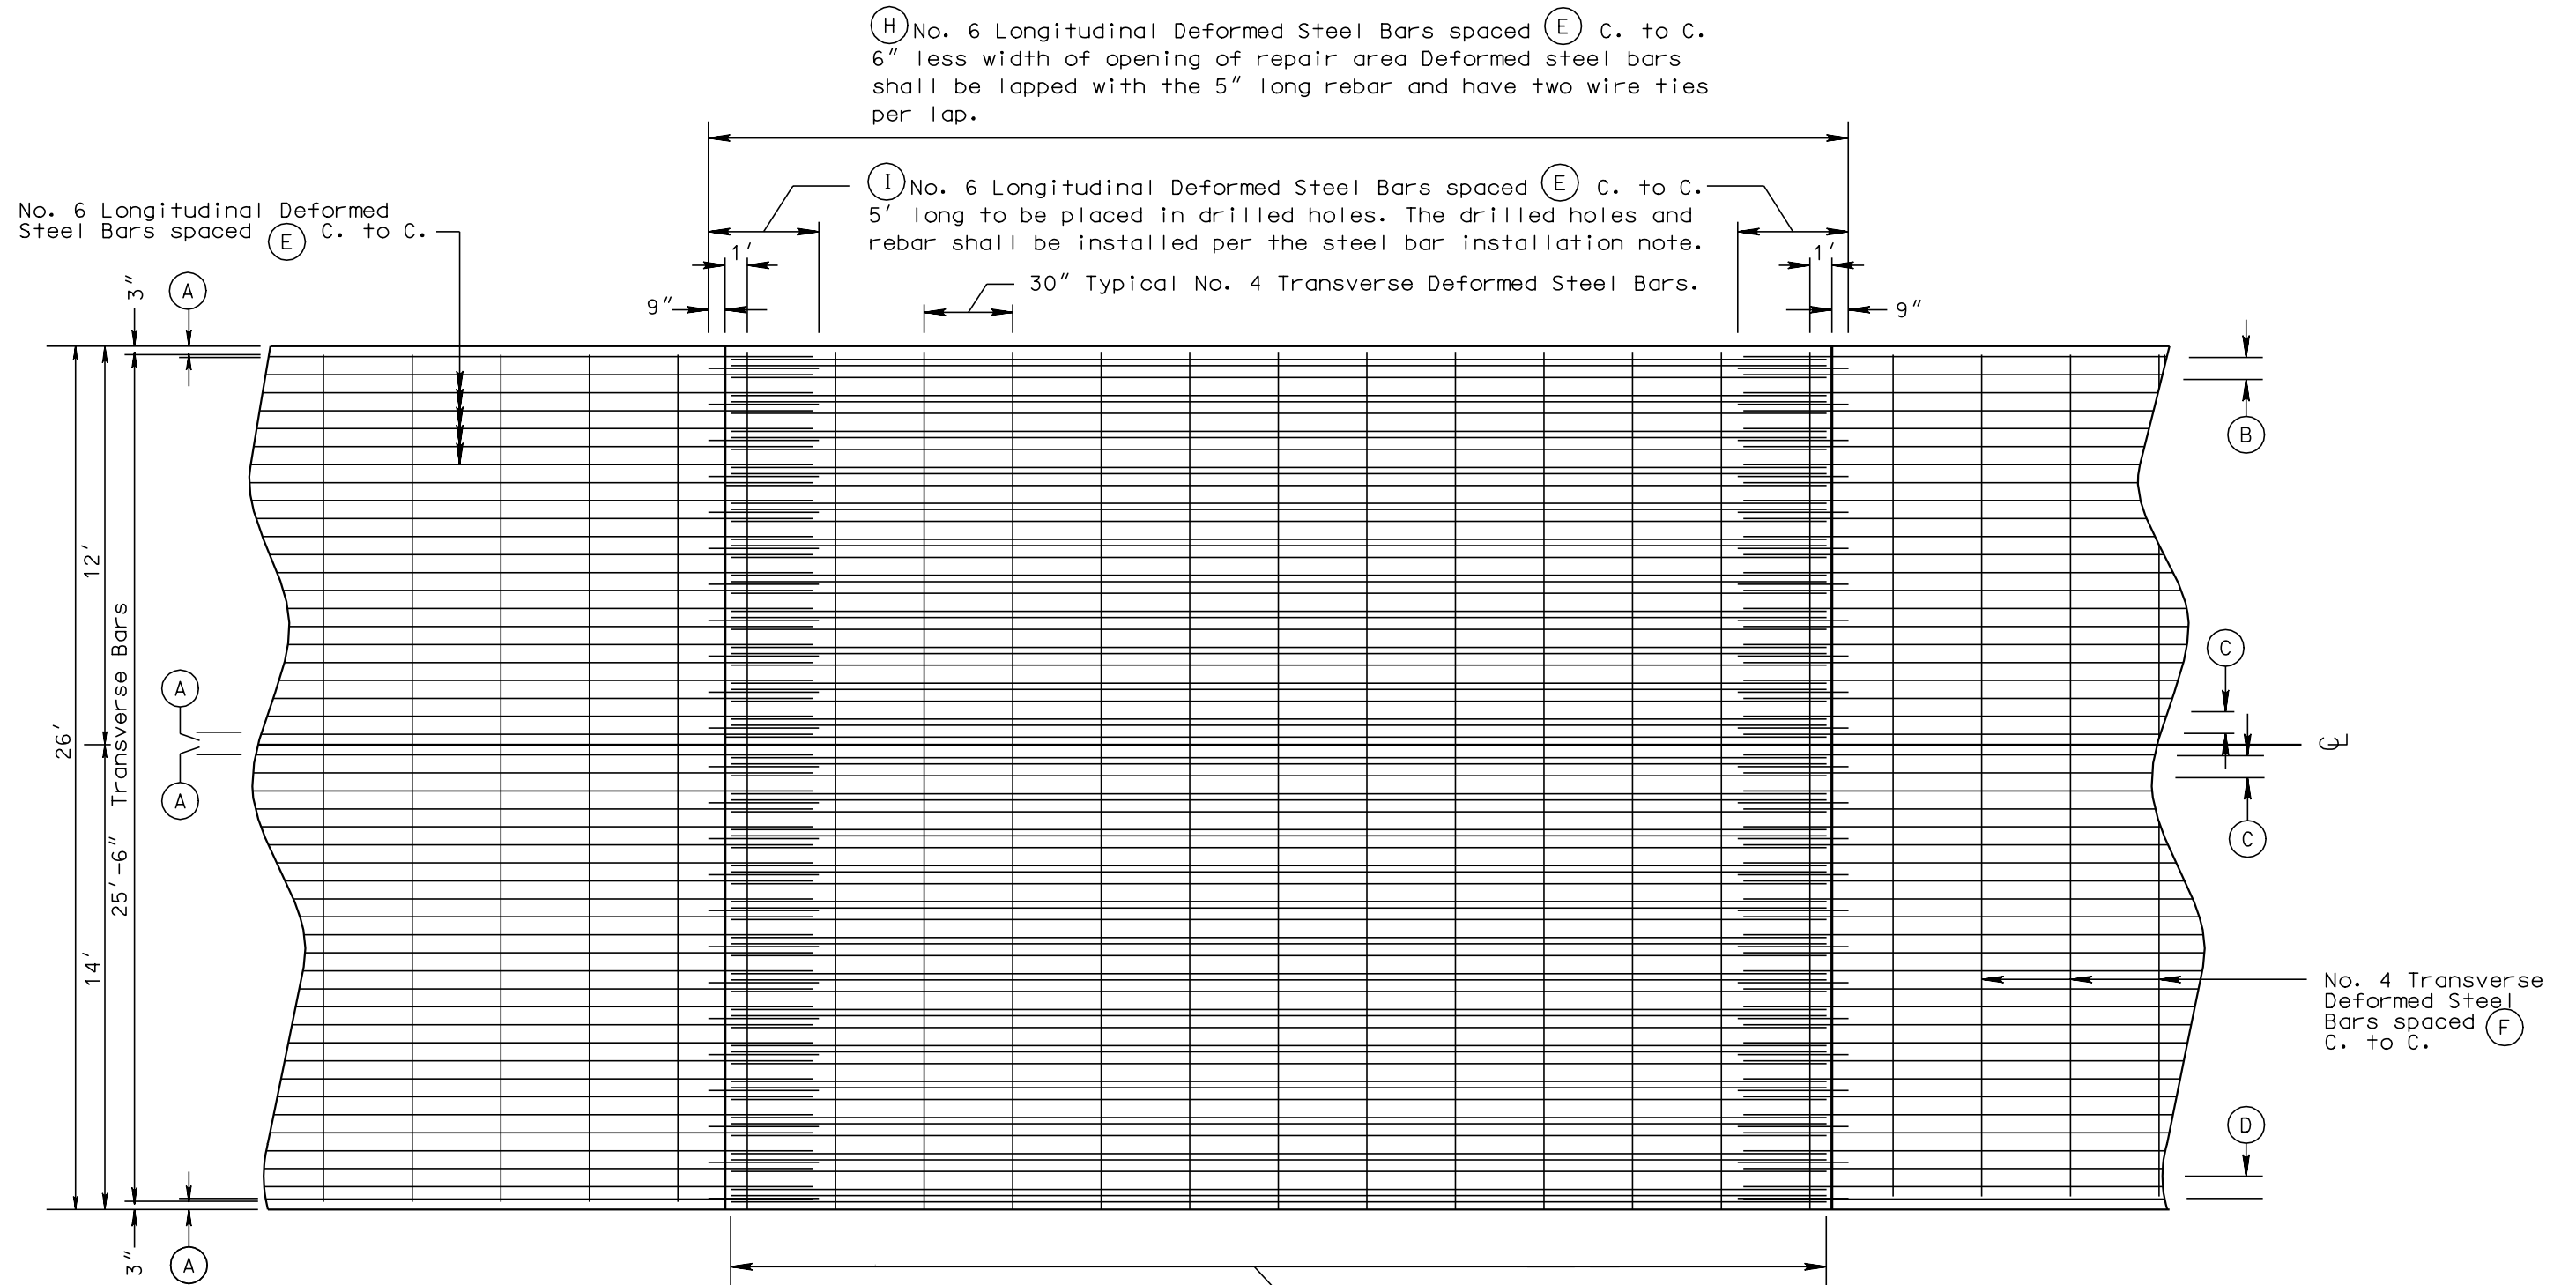 H No. 6 Longitudinal Deformed Steel Bars spaced E C. to C.
6" less width of opening of repair area Deformed steel bars
shall be lapped with the 5" long rebar and have two wire ties
per lap.
I No. 6 Longitudinal Deformed Steel Bars spaced E C. to C.
5' long to be placed in drilled holes. The drilled holes and
rebar shall be installed per the steel bar installation note.
No. 6 Longitudinal Deformed
Steel Bars spaced E C. to C.
1'
1'
30" Typical No. 4 Transverse Deformed Steel Bars.
3"
A
9"
9"
B
12'
26'
25'-6" Transverse Bars
14'
A
A
C
CL
C
No. 4 Transverse
Deformed Steel
Bars spaced F
C. to C.
D
3"
A